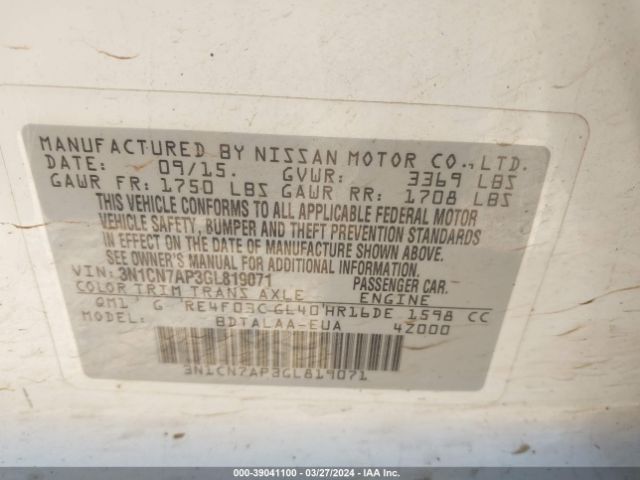 MANUFACTURED BY NISSAN MOTOR CO., LTD.
DATE: 09/15. GVWR: 3369 LBS
GAWR FR: 1750 LBS GAWR RR: 1708 LBS
THIS VEHICLE CONFORMS TO ALL APPLICABLE FEDERAL MOTOR
VEHICLE SAFETY, BUMPER AND THEFT PREVENTION STANDARDS
IN EFFECT ON THE DATE OF MANUFACTURE SHOWN ABOVE.
SEE OWNER'S MANUAL FOR ADDITIONAL INFORMATION.
VIN: 3N1CN7AP3GL819071 PASSENGER CAR.
COLOR TRIM TRANS AXLE ENGINE
QM1 G RE4F03C GL40 HR16DE 1598 CC
MODEL: BDTALAA-EUA 4Z000
3N1CN7AP3GL819071
000-39041100 - 03/27/2024 - IAA Inc.